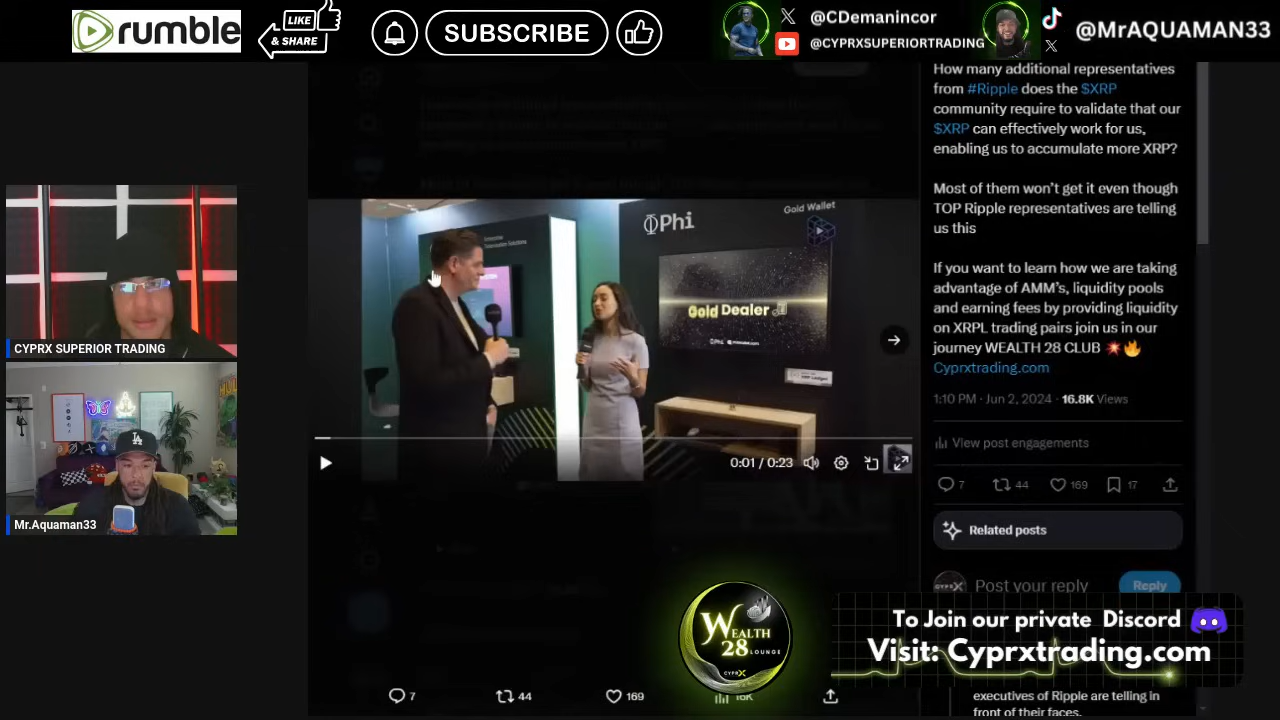 rumble
LIKE
& SHARE
SUBSCRIBE
@CDemanincor
@CYPRXSUPERIORTRADING
@MrAQUAMAN33
How many additional representatives
from #Ripple does the $XRP
community require to validate that our
$XRP can effectively work for us,
enabling us to accumulate more XRP?
Most of them won't get it even though
TOP Ripple representatives are telling
us this
If you want to learn how we are taking
advantage of AMM's, liquidity pools
and earning fees by providing liquidity
on XRPL trading pairs join us in our
journey WEALTH 28 CLUB 💥🔥
Cyprxtrading.com
1:10 PM · Jun 2, 2024 · 16.8K Views
View post engagements
7 44 169 17
Related posts
Post your reply
Reply
CYPRX SUPERIOR TRADING
Mr.Aquaman33
LA
Phi
Gold Wallet
Gold Dealer
0:01 / 0:23
WEALTH
28
LOUNGE
CYPRX
To Join our private Discord
Visit: Cyprxtrading.com
7 44 169 16K
executives of Ripple are telling in
front of their faces.